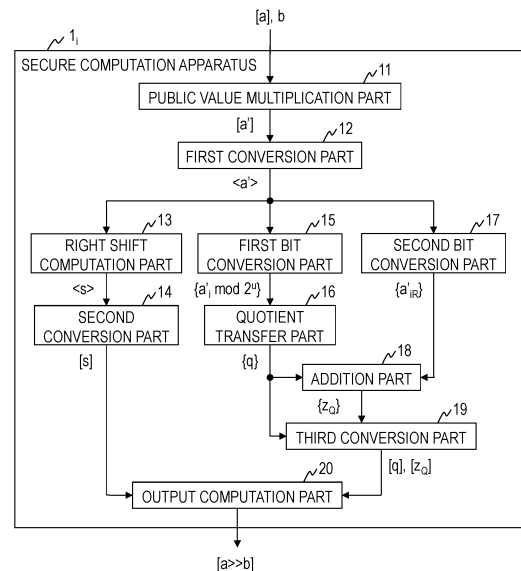 [a], b
1i
SECURE COMPUTATION APPARATUS
11
PUBLIC VALUE MULTIPLICATION PART
[a']
12
FIRST CONVERSION PART
<a'>
13
RIGHT SHIFT
COMPUTATION PART
15
FIRST BIT
CONVERSION PART
17
SECOND BIT
CONVERSION PART
<s>
14
SECOND
CONVERSION PART
{a'i mod 2^u}
16
QUOTIENT
TRANSFER PART
{a'iR}
[s]
{q}
18
ADDITION PART
{zQ}
19
THIRD CONVERSION PART
[q], [zQ]
20
OUTPUT COMPUTATION PART
[a>>b]